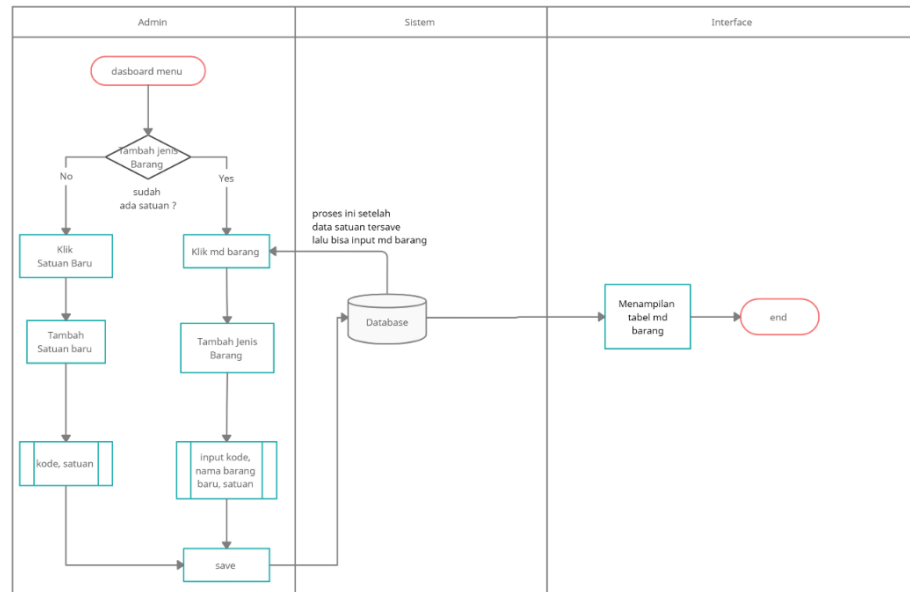 Admin
Sistem
Interface
dasboard menu
Tambah jenis
Barang
No
Yes
sudah
ada satuan ?
proses ini setelah
data satuan tersave
lalu bisa input md barang
Klik
Satuan Baru
Klik md barang
Database
Menampilan
tabel md
barang
end
Tambah
Satuan baru
Tambah Jenis
Barang
kode, satuan
input kode,
nama barang
baru, satuan
save